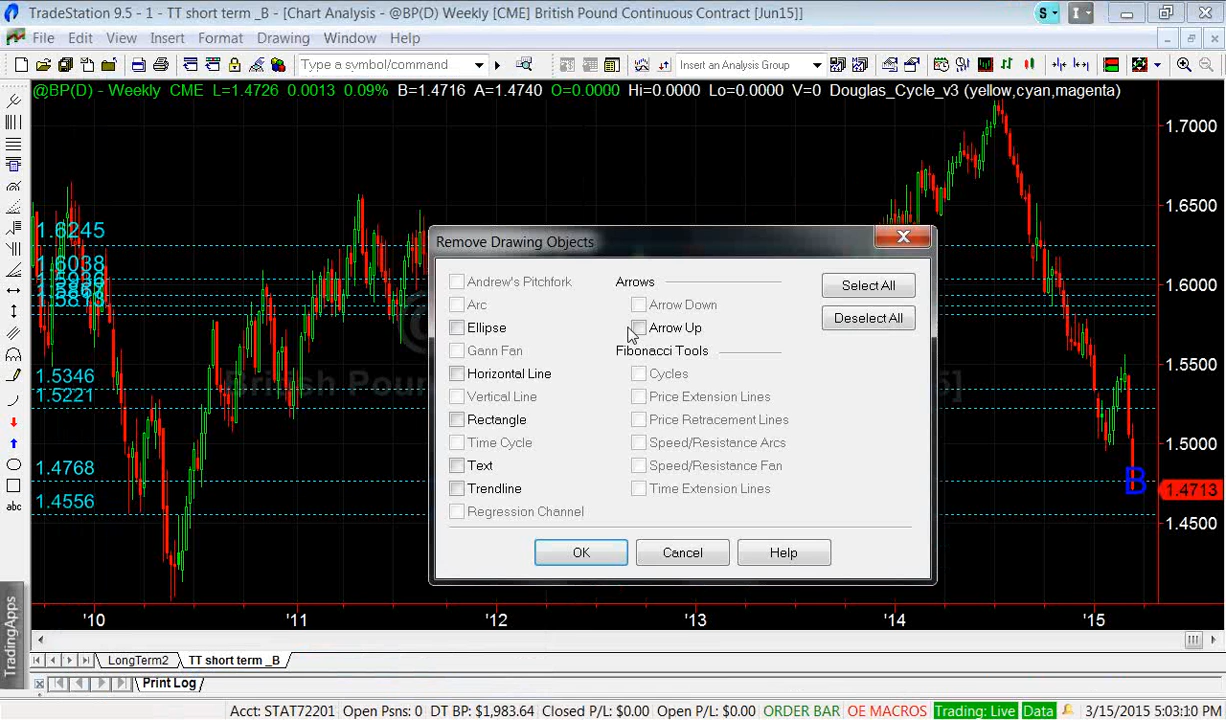 TradeStation 9.5 - 1 - TT short term _B - [Chart Analysis - @BP(D) Weekly [CME] British Pound Continuous Contract [Jun15]]
S
I
File Edit View Insert Format Drawing Window Help
Type a symbol/command
Insert an Analysis Group
@BP(D) - Weekly CME L=1.4726 0.0013 0.09% B=1.4716 A=1.4740 O=0.0000 Hi=0.0000 Lo=0.0000 V=0 Douglas_Cycle_v3 (yellow,cyan,magenta)
1.7000
1.6500
1.6245
1.6038
1.6000
1.5813
1.5500
1.5346
1.5221
1.5000
1.4768
1.4713
1.4556
1.4500
B
British Pound
15]
Remove Drawing Objects
Andrew's Pitchfork
Arc
Ellipse
Gann Fan
Horizontal Line
Vertical Line
Rectangle
Time Cycle
Text
Trendline
Regression Channel
Arrows
Arrow Down
Arrow Up
Fibonacci Tools
Cycles
Price Extension Lines
Price Retracement Lines
Speed/Resistance Arcs
Speed/Resistance Fan
Time Extension Lines
Select All
Deselect All
OK Cancel Help
'10 '11 '12 '13 '14 '15
abc
TradingApps
LongTerm2 TT short term _B
Print Log
Acct: STAT72201 Open Psns: 0 DT BP: $1,983.64 Closed P/L: $0.00 Open P/L: $0.00 ORDER BAR OE MACROS Trading: Live Data 3/15/2015 5:03:10 PM